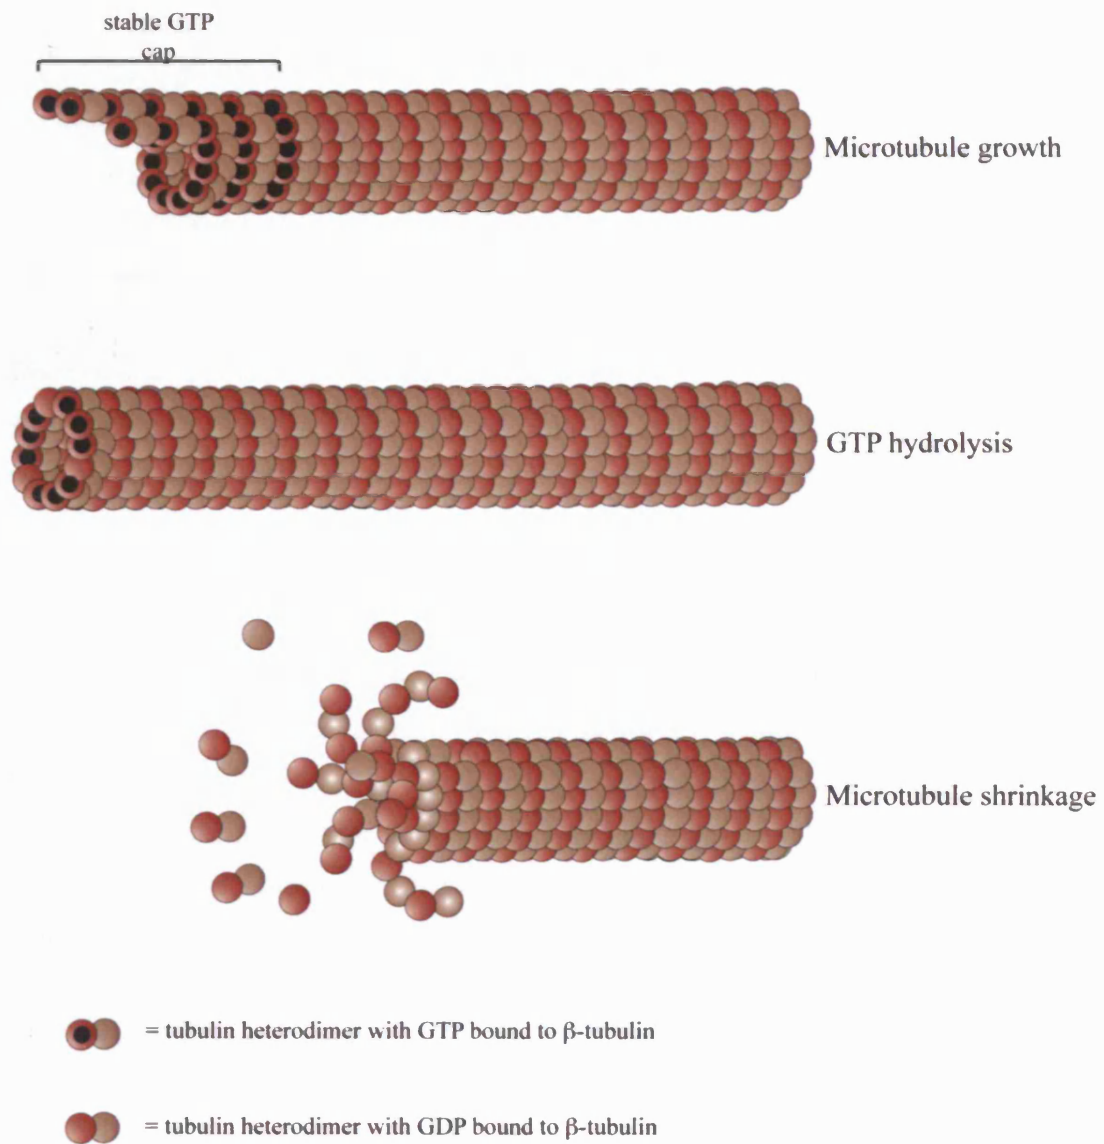 stable GTP
cap
Microtubule growth
GTP hydrolysis
Microtubule shrinkage
= tubulin heterodimer with GTP bound to β-tubulin
= tubulin heterodimer with GDP bound to β-tubulin